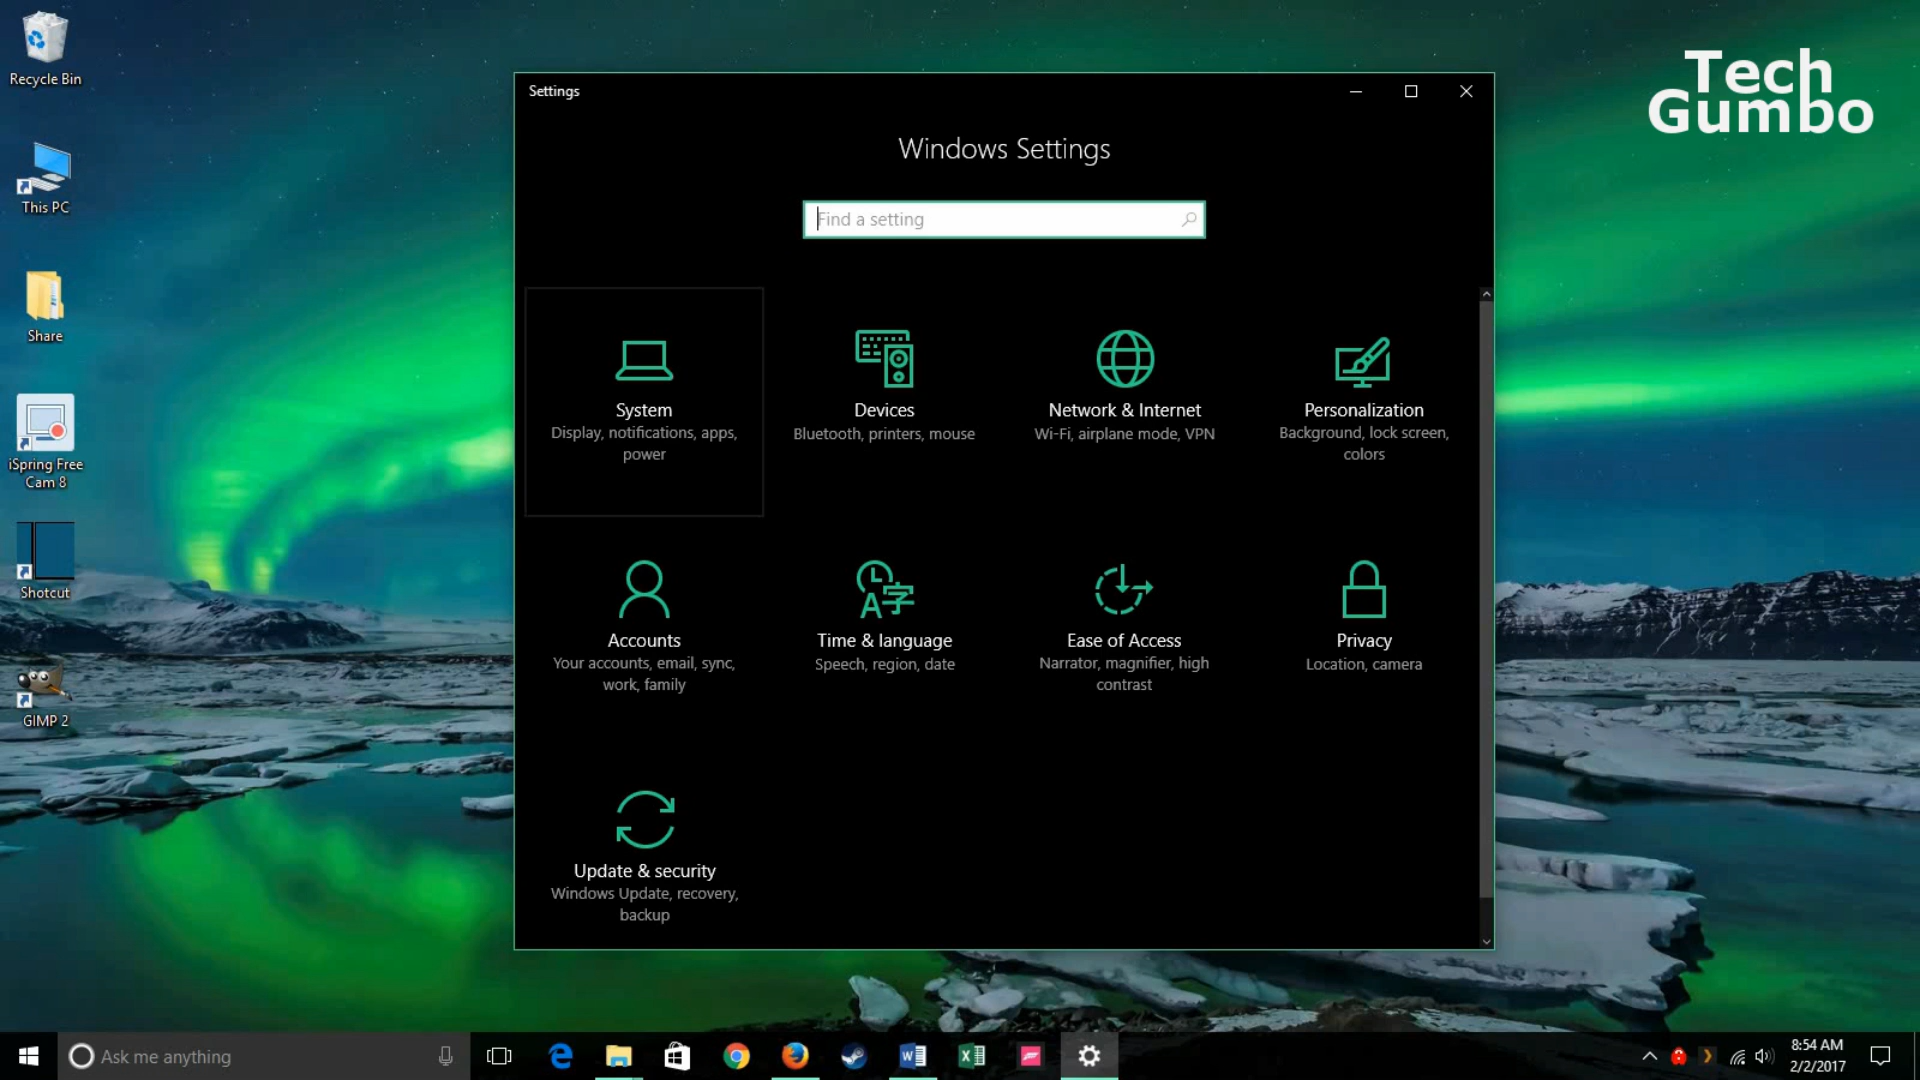 Recycle Bin
This PC
Share
iSpring Free
Cam 8
Shotcut
GIMP 2
Tech
Gumbo
Settings
Windows Settings
Find a setting
System
Display, notifications, apps,
power
Devices
Bluetooth, printers, mouse
Network & Internet
Wi-Fi, airplane mode, VPN
Personalization
Background, lock screen,
colors
Accounts
Your accounts, email, sync,
work, family
Time & language
Speech, region, date
Ease of Access
Narrator, magnifier, high
contrast
Privacy
Location, camera
Update & security
Windows Update, recovery,
backup
Ask me anything
8:54 AM
2/2/2017